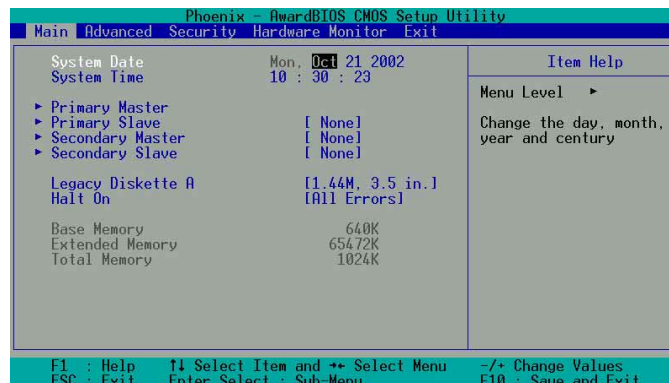 Phoenix - AwardBIOS CMOS Setup Utility
Main Advanced Security Hardware Monitor Exit
System Date Mon, Oct 21 2002
System Time 10 : 30 : 23
▶ Primary Master
▶ Primary Slave [ None]
▶ Secondary Master [ None]
▶ Secondary Slave [ None]
Legacy Diskette A [1.44M, 3.5 in.]
Halt On [All Errors]
Base Memory 640K
Extended Memory 65472K
Total Memory 1024K
Item Help
Menu Level ▶
Change the day, month,
year and century
F1 : Help ↑↓ Select Item and →← Select Menu -/+ Change Values
ESC : Exit Enter Select : Sub-Menu F10 : Save and Exit